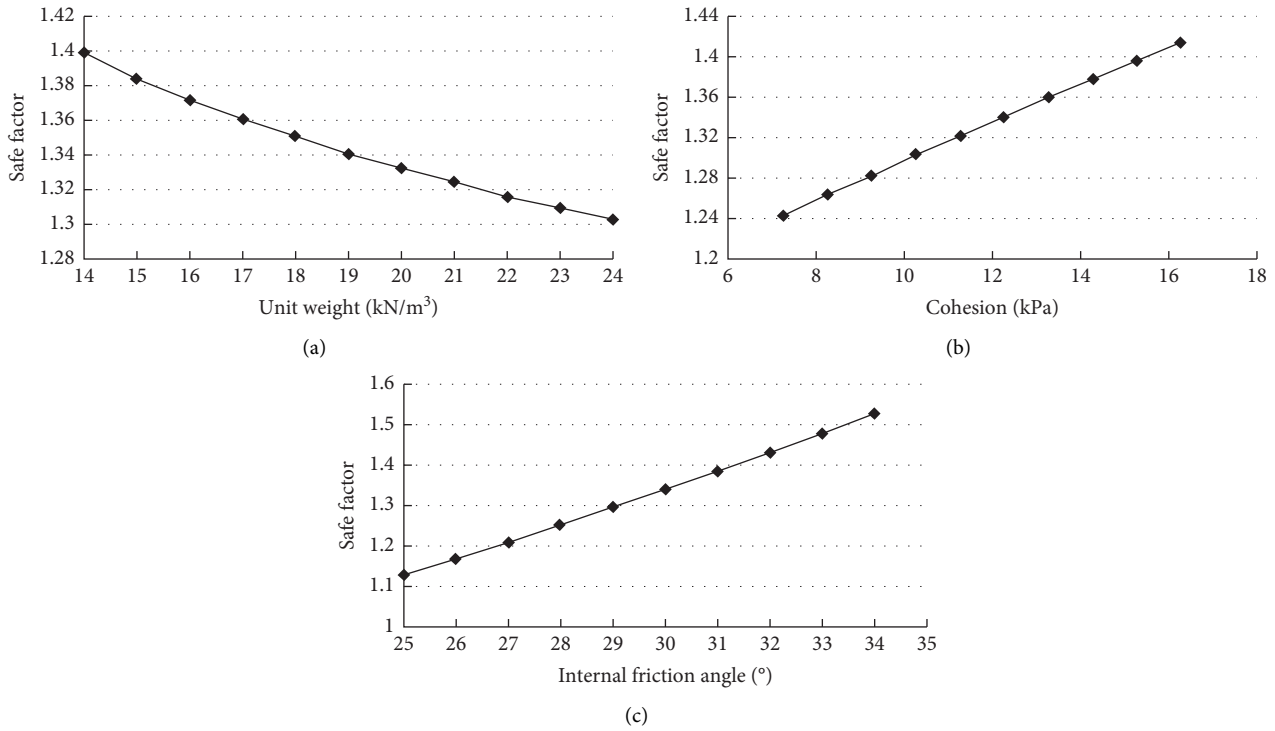 1.42
1.4
1.38
1.36
1.34
1.32
1.3
1.28
Safe factor
14 15 16 17 18 19 20 21 22 23 24
Unit weight (kN/m³)
(a)
1.44
1.4
1.36
1.32
1.28
1.24
1.2
Safe factor
6 8 10 12 14 16 18
Cohesion (kPa)
(b)
1.6
1.5
1.4
1.3
1.2
1.1
1
Safe factor
25 26 27 28 29 30 31 32 33 34 35
Internal friction angle (°)
(c)